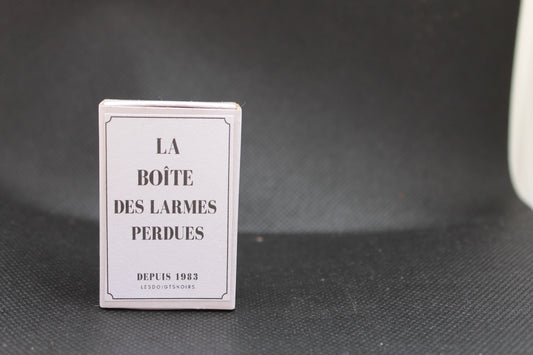 LA
BOÎTE
DES LARMES
PERDUES
DEPUIS 1983
LESDOIGTSNOIRS